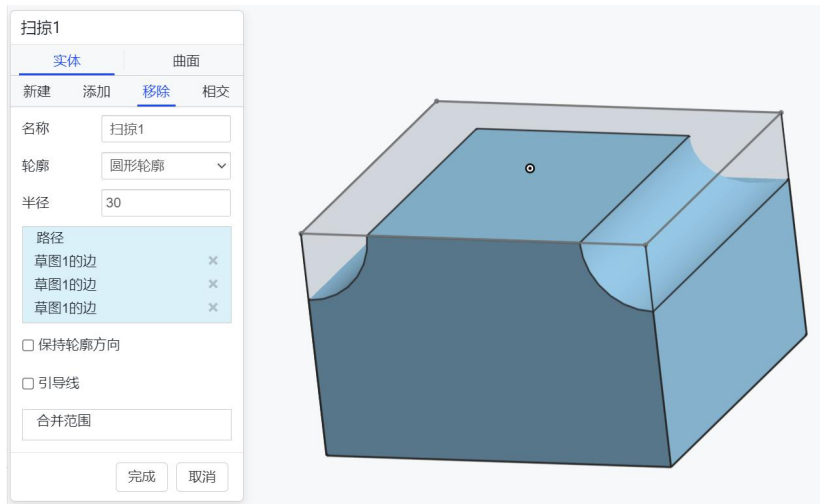 扫掠1
实体 曲面
新建 添加 移除 相交
名称 扫掠1
轮廓 圆形轮廓
半径 30
路径
草图1的边
草图1的边
草图1的边
保持轮廓方向
引导线
合并范围
完成 取消